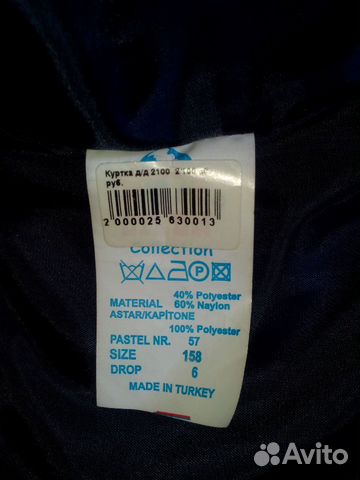 Куртка д/д 2100
руб.
2 000025 630013
Collection
40% Polyester
MATERIAL 60% Naylon
ASTAR/KAPİTONE
100% Polyester
PASTEL NR. 57
SIZE 158
DROP 6
MADE IN TURKEY
Avito